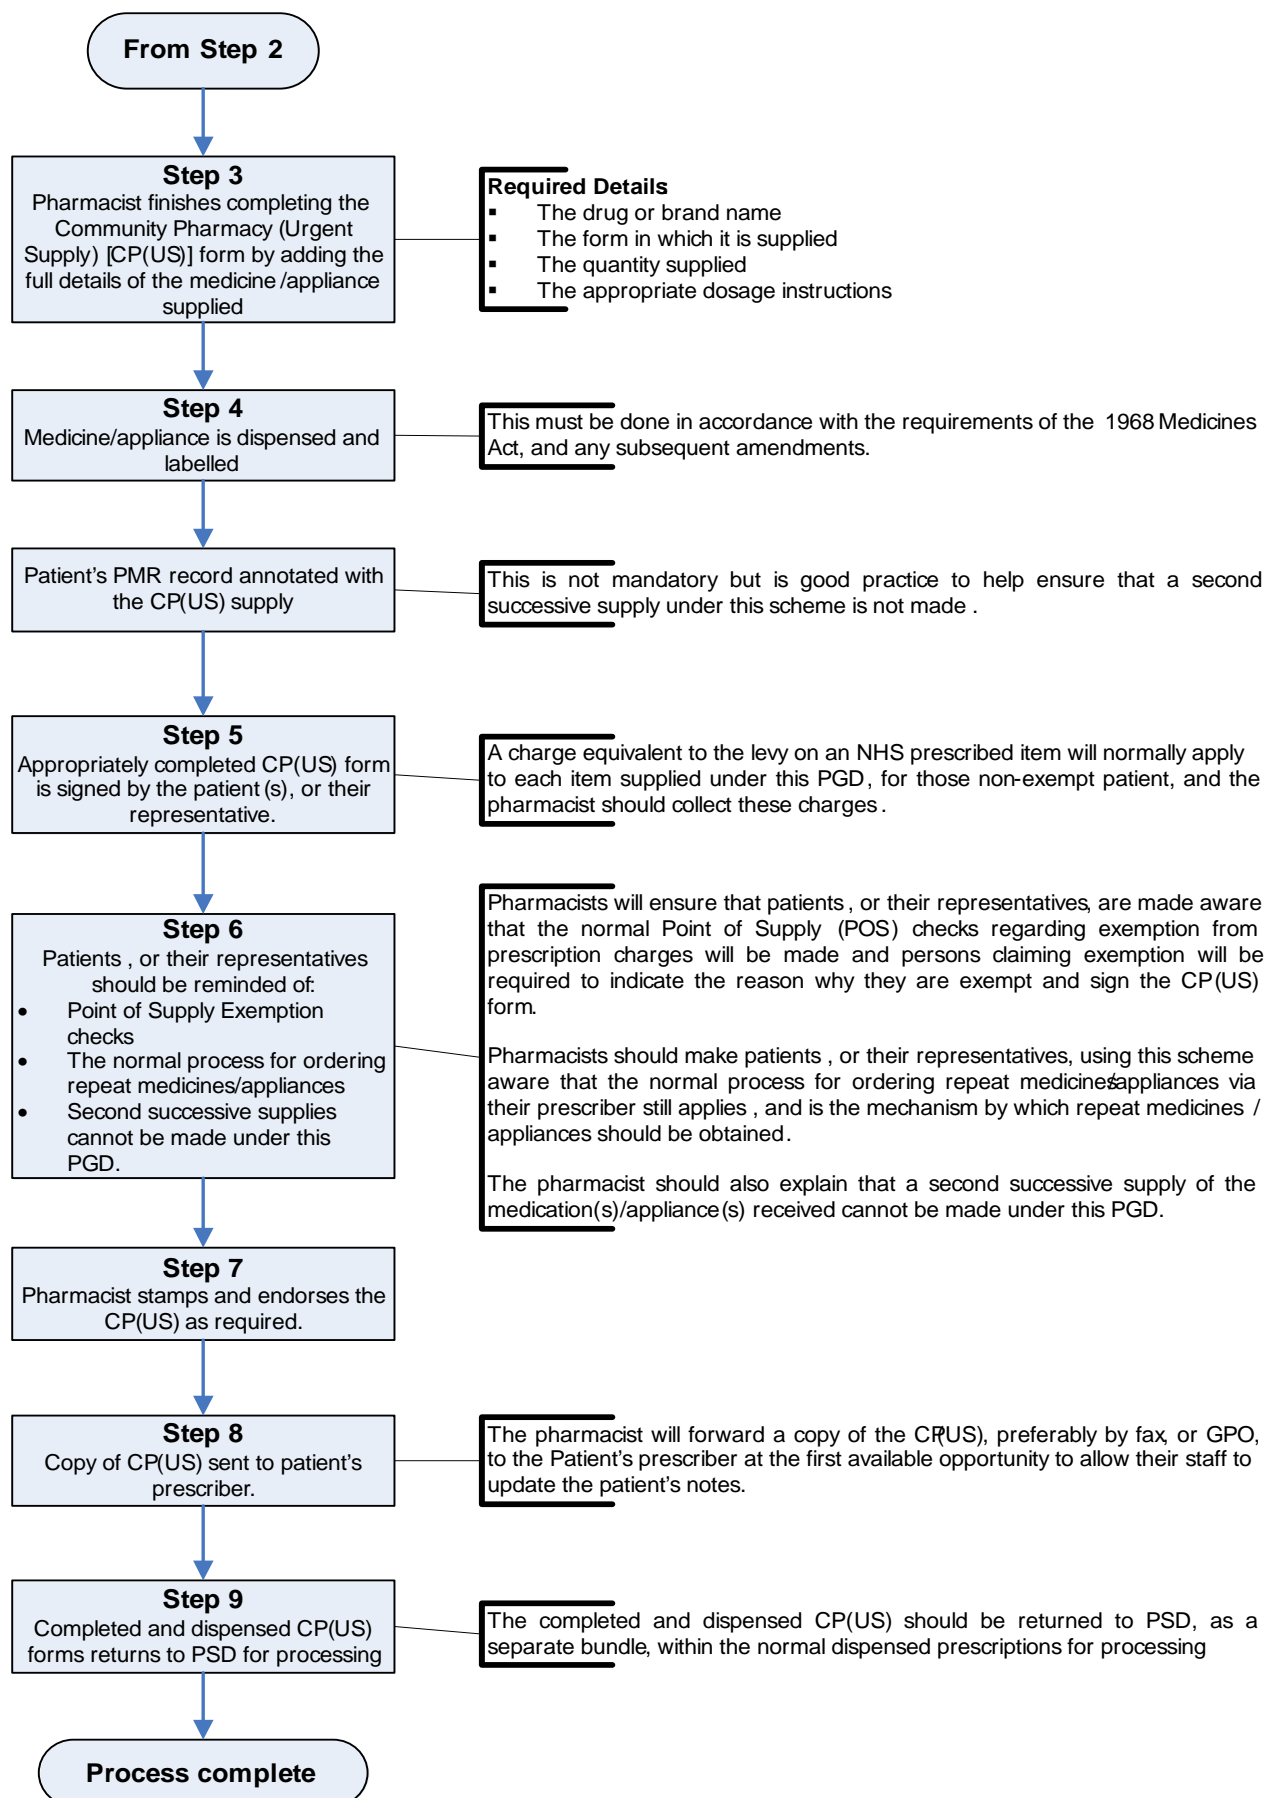 From Step 2
Step 3
Pharmacist finishes completing the
Community Pharmacy (Urgent
Supply) [CP(US)] form by adding the
full details of the medicine /appliance
supplied
Required Details:
▪ The drug or brand name
▪ The form in which it is supplied
▪ The quantity supplied
▪ The appropriate dosage instructions
Step 4
Medicine/appliance is dispensed and
labelled
This must be done in accordance with the requirements of the 1968 Medicines
Act, and any subsequent amendments.
Patient's PMR record annotated with
the CP(US) supply
This is not mandatory but is good practice to help ensure that a second
successive supply under this scheme is not made .
Step 5
Appropriately completed CP(US) form
is signed by the patient (s), or their
representative.
A charge equivalent to the levy on an NHS prescribed item will normally apply
to each item supplied under this PGD, for those non-exempt patient, and the
pharmacist should collect these charges .
Step 6
Patients , or their representatives
should be reminded of:
• Point of Supply Exemption
checks
• The normal process for ordering
repeat medicines/appliances
• Second successive supplies
cannot be made under this
PGD.
Pharmacists will ensure that patients , or their representatives, are made aware
that the normal Point of Supply (POS) checks regarding exemption from
prescription charges will be made and persons claiming exemption will be
required to indicate the reason why they are exempt and sign the CP(US)
form.
Pharmacists should make patients , or their representatives, using this scheme
aware that the normal process for ordering repeat medicines/appliances via
their prescriber still applies , and is the mechanism by which repeat medicines /
appliances should be obtained.
The pharmacist should also explain that a second successive supply of the
medication(s)/appliance(s) received cannot be made under this PGD.
Step 7
Pharmacist stamps and endorses the
CP(US) as required.
Step 8
Copy of CP(US) sent to patient's
prescriber.
The pharmacist will forward a copy of the CP(US), preferably by fax, or GPO,
to the Patient's prescriber at the first available opportunity to allow their staff to
update the patient's notes.
Step 9
Completed and dispensed CP(US)
forms returns to PSD for processing
The completed and dispensed CP(US) should be returned to PSD, as a
separate bundle, within the normal dispensed prescriptions for processing
Process complete